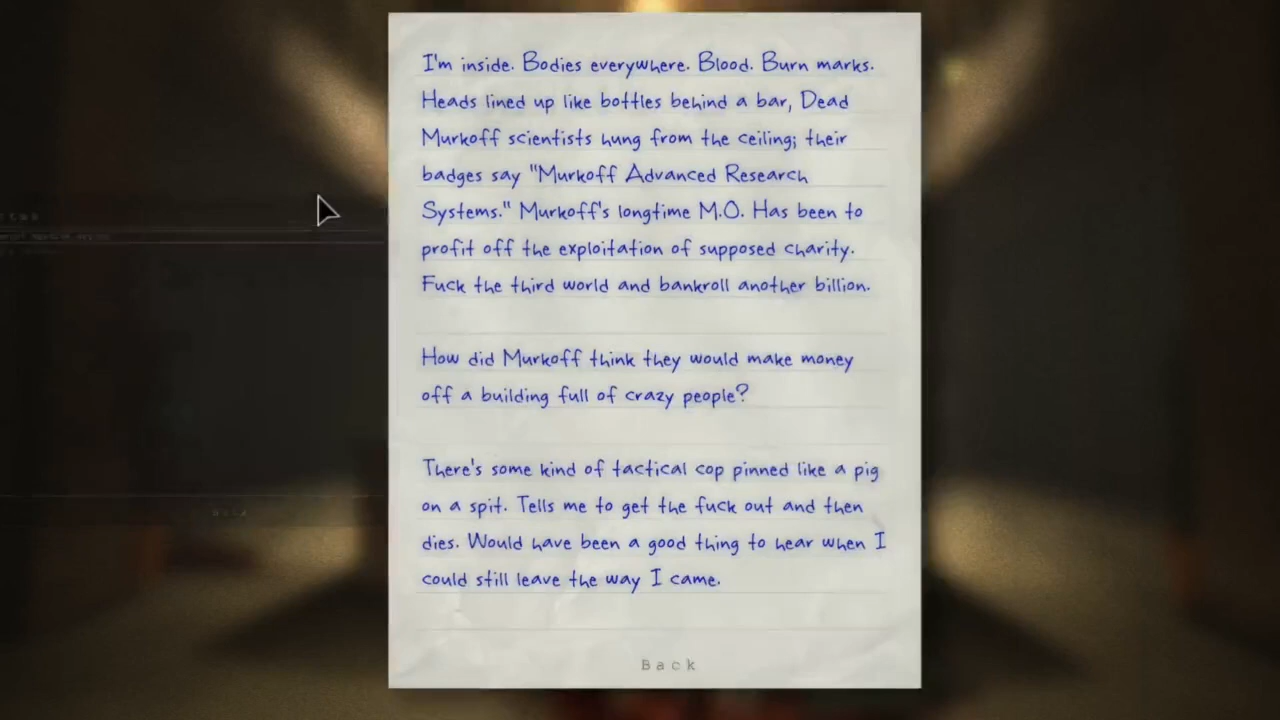 I'm inside. Bodies everywhere. Blood. Burn marks.
Heads lined up like bottles behind a bar, Dead
Murkoff scientists hung from the ceiling; their
badges say "Murkoff Advanced Research
Systems." Murkoff's longtime M.O. Has been to
profit off the exploitation of supposed charity.
Fuck the third world and bankroll another billion.
How did Murkoff think they would make money
off a building full of crazy people?
There's some kind of tactical cop pinned like a pig
on a spit. Tells me to get the fuck out and then
dies. Would have been a good thing to hear when I
could still leave the way I came.
Back